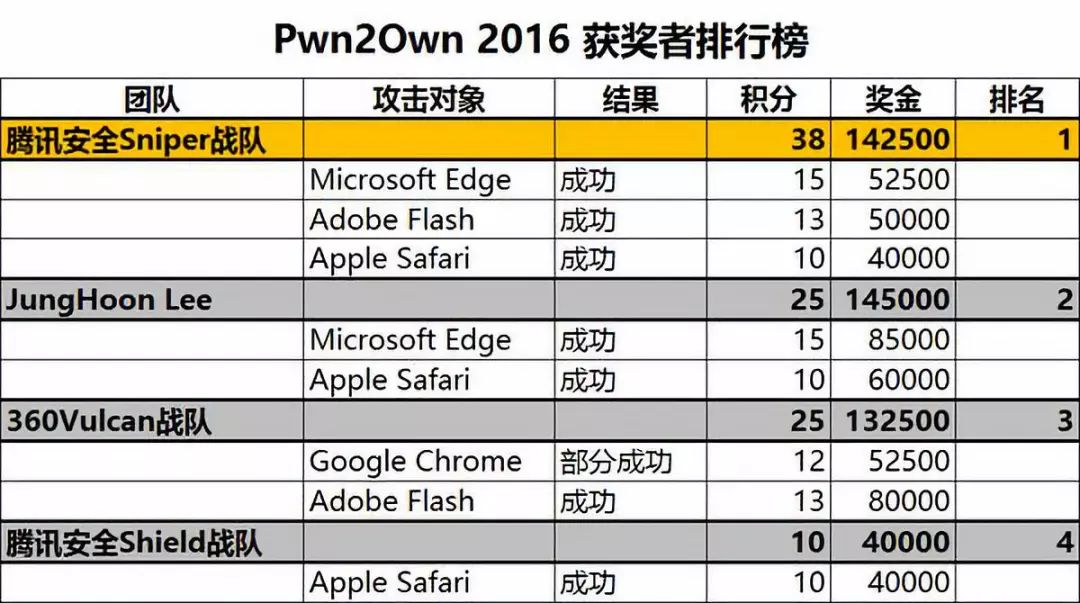 Pwn2Own 2016 获奖者排行榜
团队 攻击对象 结果 积分 奖金 排名
腾讯安全Sniper战队 38 142500 1
Microsoft Edge 成功 15 52500
Adobe Flash 成功 13 50000
Apple Safari 成功 10 40000
JungHoon Lee 25 145000 2
Microsoft Edge 成功 15 85000
Apple Safari 成功 10 60000
360Vulcan战队 25 132500 3
Google Chrome 部分成功 12 52500
Adobe Flash 成功 13 80000
腾讯安全Shield战队 10 40000 4
Apple Safari 成功 10 40000